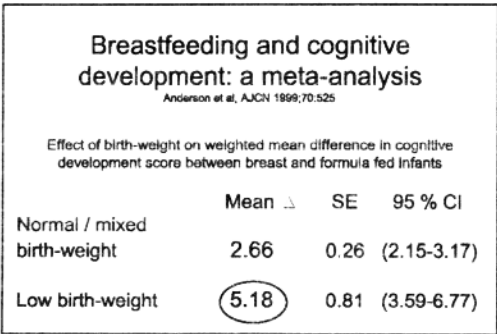 Breastfeeding and cognitive
development: a meta-analysis
Anderson et al, AJCN 1999;70:525
Effect of birth-weight on weighted mean difference in cognitive
development score between breast and formula fed infants
Mean △ SE 95 % CI
Normal / mixed
birth-weight 2.66 0.26 (2.15-3.17)
Low birth-weight 5.18 0.81 (3.59-6.77)